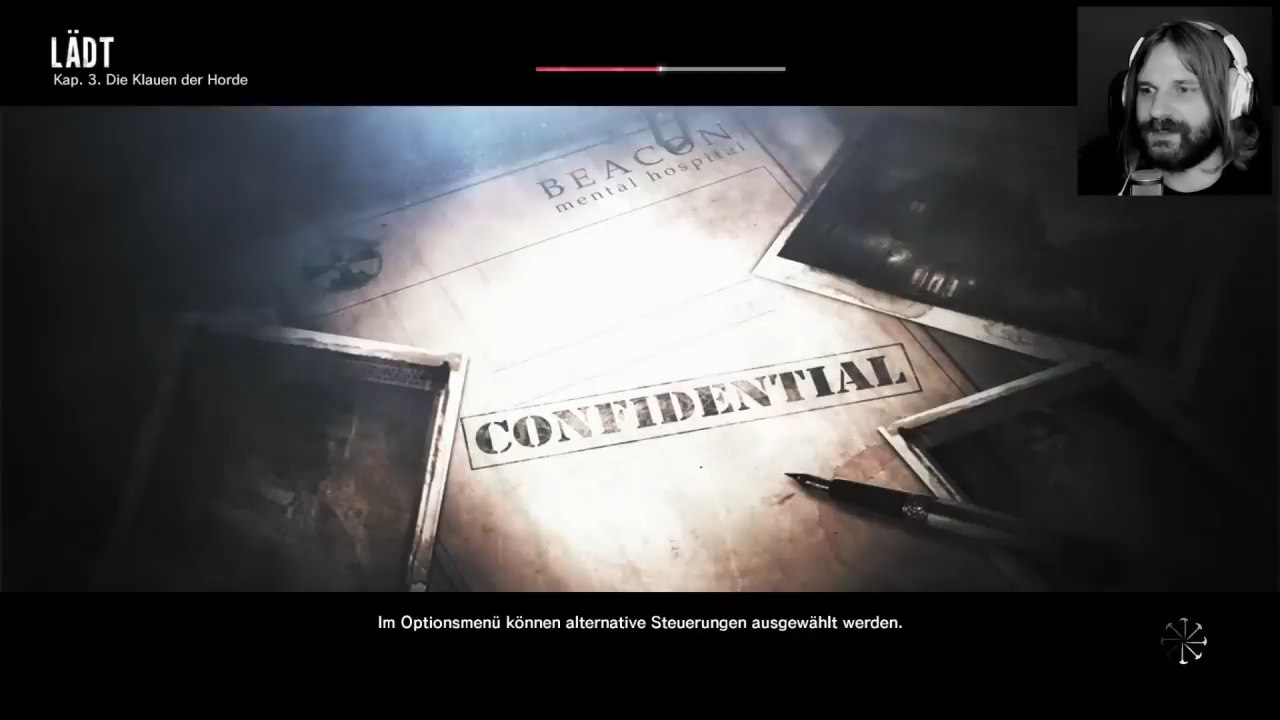 LÄDT
Kap. 3. Die Klauen der Horde
BEACON
mental hospital
CONFIDENTIAL
Im Optionsmenü können alternative Steuerungen ausgewählt werden.